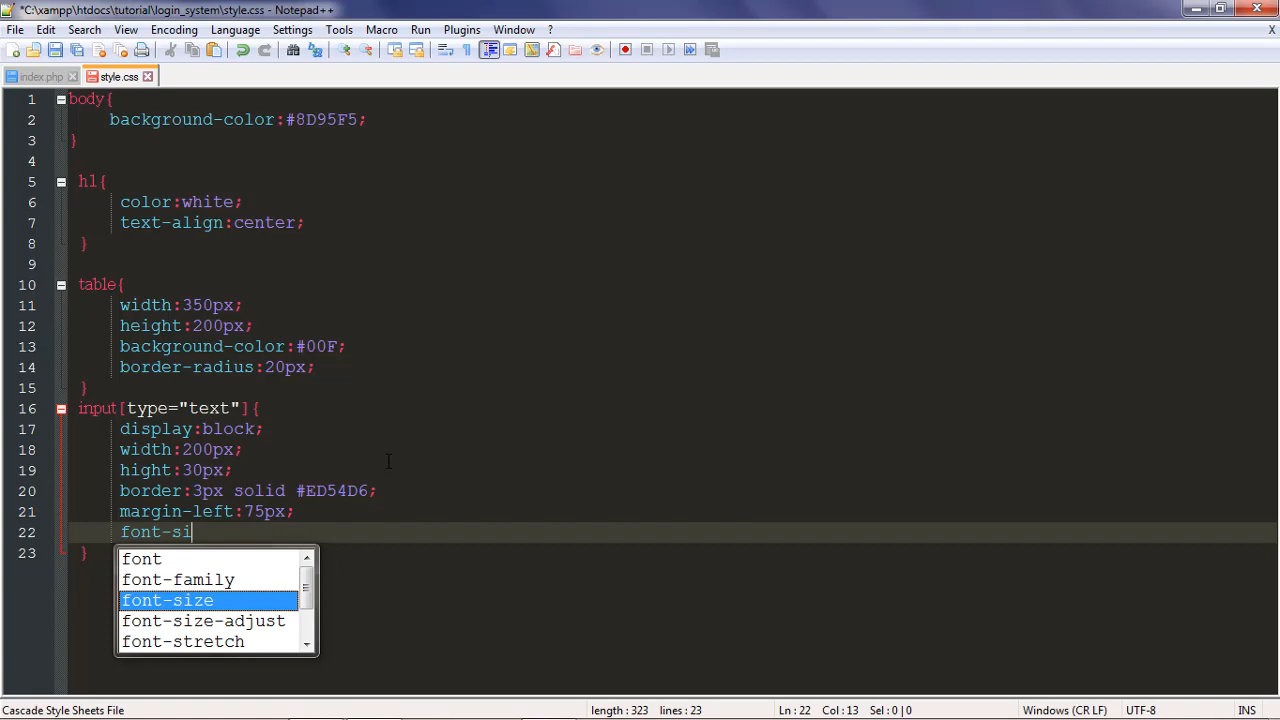 *C:\xampp\htdocs\tutorial\login_system\style.css - Notepad++
File Edit Search View Encoding Language Settings Tools Macro Run Plugins Window ? X
index.php style.css
1 body{
2 background-color:#8D95F5;
3 }
4
5 h1{
6 color:white;
7 text-align:center;
8 }
9
10 table{
11 width:350px;
12 height:200px;
13 background-color:#00F;
14 border-radius:20px;
15 }
16 input[type="text"]{
17 display:block;
18 width:200px;
19 hight:30px;
20 border:3px solid #ED54D6;
21 margin-left:75px;
22 font-si
23 }
font
font-family
font-size
font-size-adjust
font-stretch
Cascade Style Sheets File length : 323 lines : 23 Ln : 22 Col : 13 Sel : 0 | 0 Windows (CR LF) UTF-8 INS